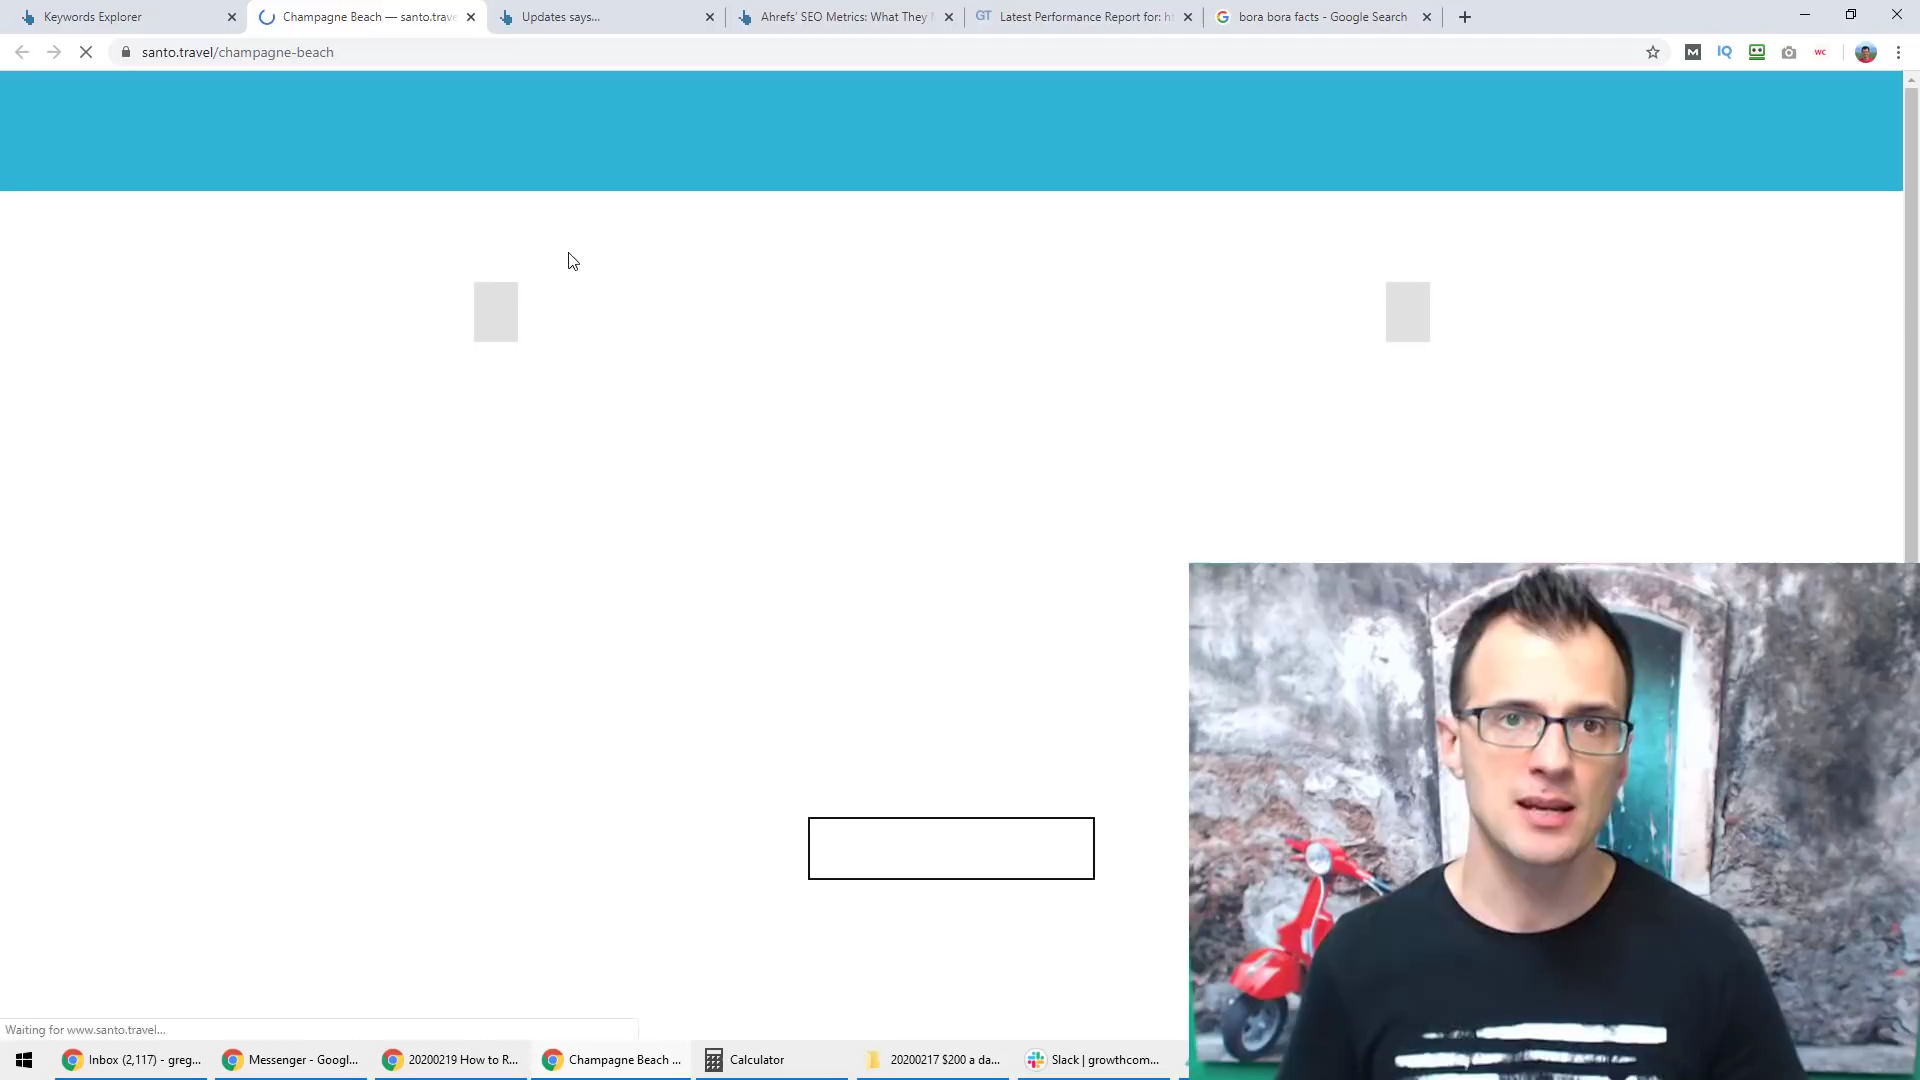 Keywords Explorer
Champagne Beach — santo.trave
Updates says...
Ahrefs' SEO Metrics: What They
GT Latest Performance Report for: h
bora bora facts - Google Search
santo.travel/champagne-beach
M IQ WC
Waiting for www.santo.travel...
Inbox (2,117) - greg...
Messenger - Googl...
20200219 How to R...
Champagne Beach ...
Calculator
20200217 $200 a da...
Slack | growthcom...